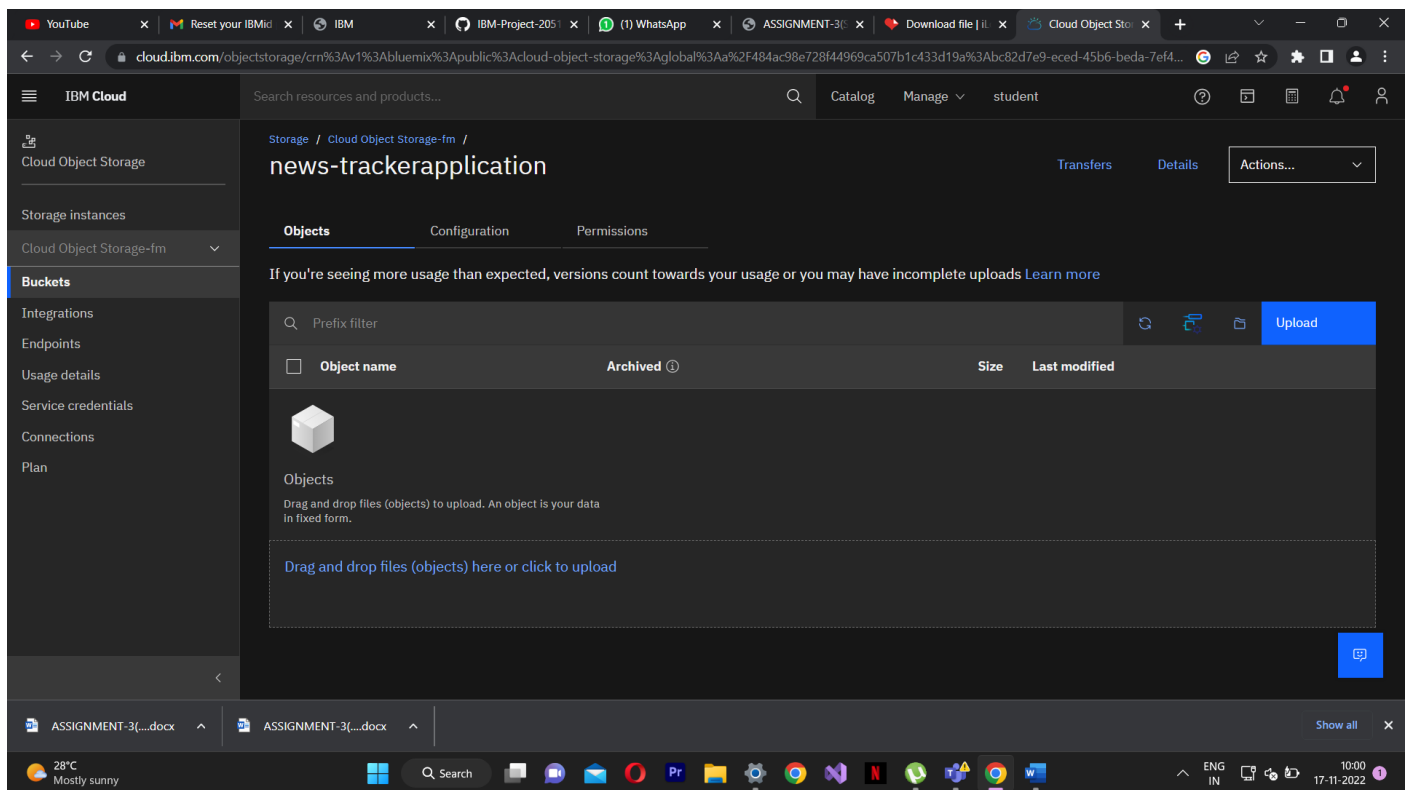 YouTube
Reset your IBMid
IBM
IBM-Project-2051
(1) WhatsApp
ASSIGNMENT-3(S
Download file | iL
Cloud Object Stor
cloud.ibm.com/objectstorage/crn%3Av1%3Abluemix%3Apublic%3Acloud-object-storage%3Aglobal%3Aa%2F484ac98e728f44969ca507b1c433d19a%3Abc82d7e9-eced-45b6-beda-7ef4...
IBM Cloud
Search resources and products...
Catalog
Manage
student
Cloud Object Storage
Storage instances
Cloud Object Storage-fm
Buckets
Integrations
Endpoints
Usage details
Service credentials
Connections
Plan
Storage / Cloud Object Storage-fm /
news-trackerapplication
Transfers
Details
Actions...
Objects
Configuration
Permissions
If you're seeing more usage than expected, versions count towards your usage or you may have incomplete uploads Learn more
Prefix filter
Upload
Object name
Archived
Size
Last modified
Objects
Drag and drop files (objects) to upload. An object is your data
in fixed form.
Drag and drop files (objects) here or click to upload
ASSIGNMENT-3(....docx
ASSIGNMENT-3(....docx
Show all
28°C
Mostly sunny
Search
Pr
N
ENG
IN
10:00
17-11-2022
1